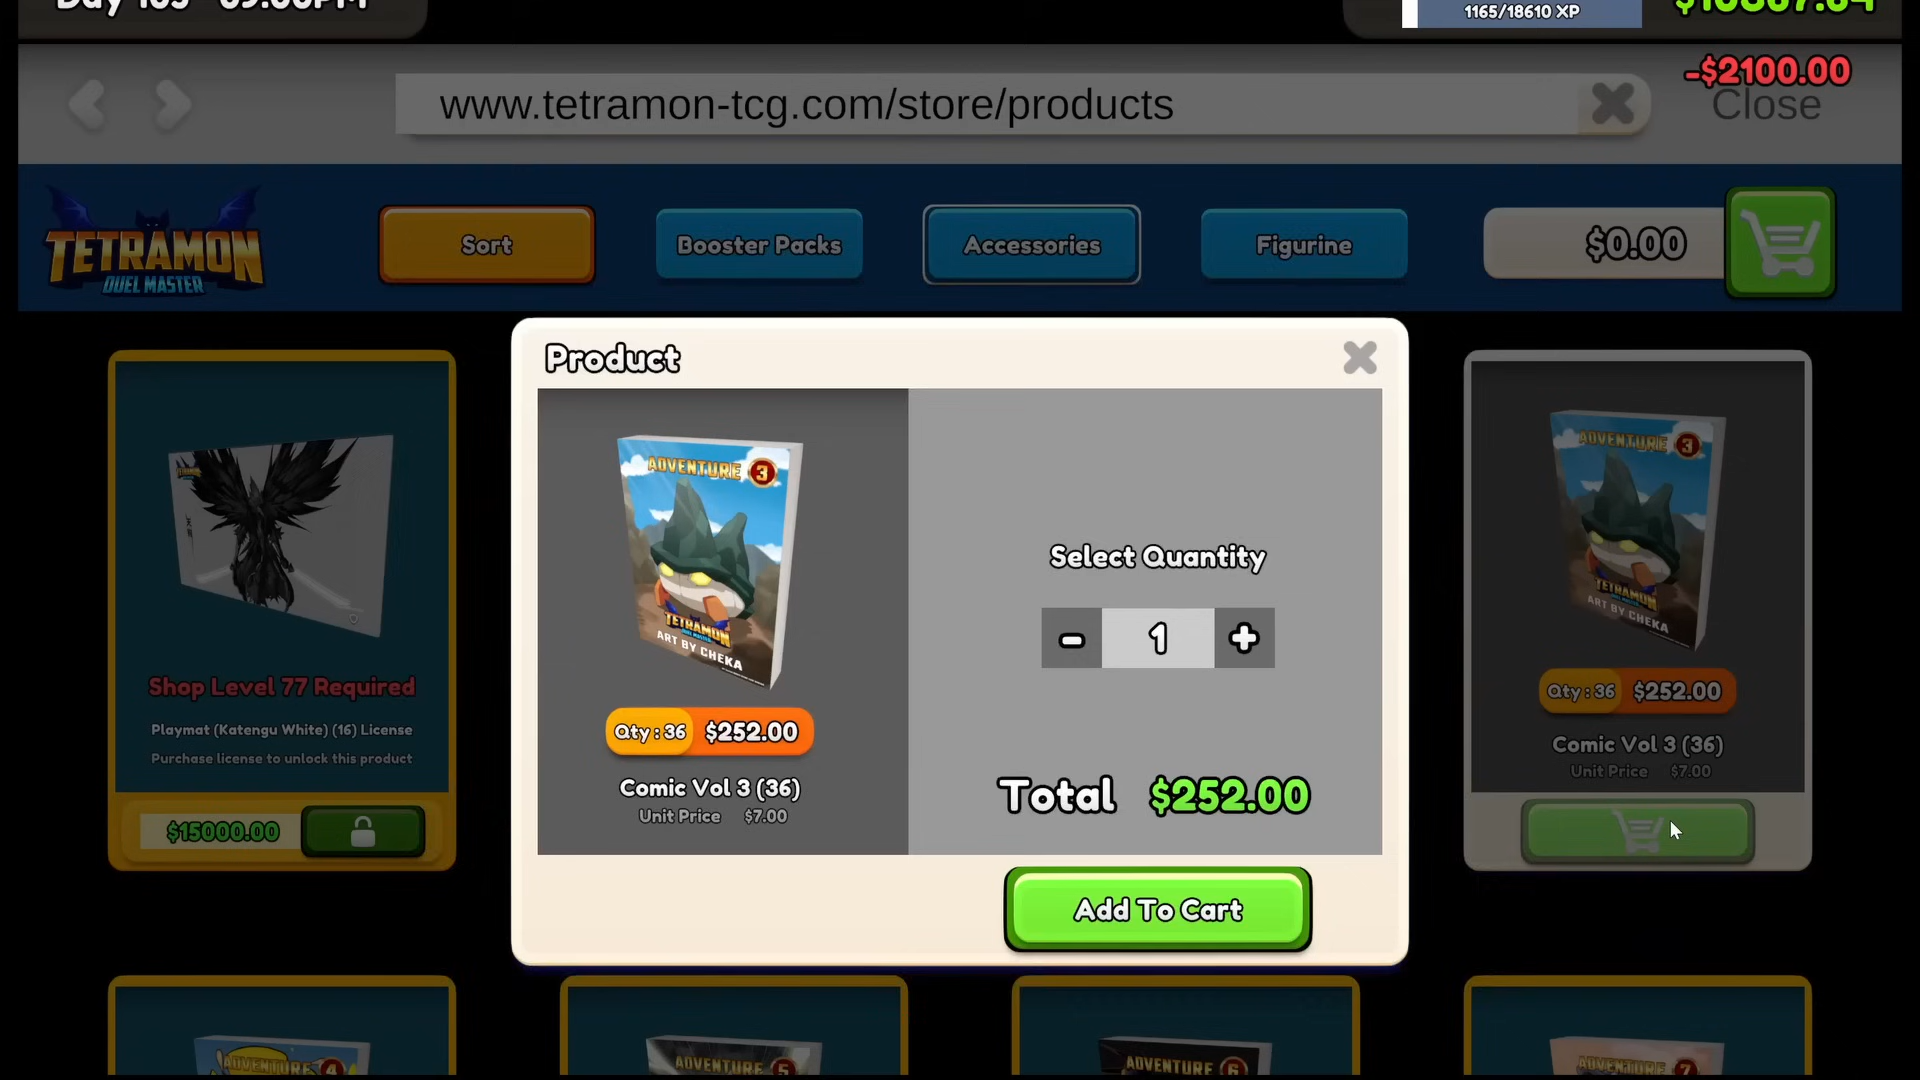 1165/18610 XP
-$2100.00
www.tetramon-tcg.com/store/products
Close
TETRAMON
DUEL MASTER
Sort
Booster Packs
Accessories
Figurine
$0.00
Product
ADVENTURE 3
TETRAMON
ART BY CHEKA
Qty : 36 $252.00
Comic Vol 3 (36)
Unit Price $7.00
Select Quantity
- 1 +
Total $252.00
Add To Cart
Shop Level 77 Required
Playmat (Katengu White) (16) License
Purchase license to unlock this product
$15000.00
ADVENTURE 3
TETRAMON
ART BY CHEKA
Qty : 36 $252.00
Comic Vol 3 (36)
Unit Price $7.00
ADVENTURE 4
ADVENTURE 5
ADVENTURE 6
ADVENTURE 7